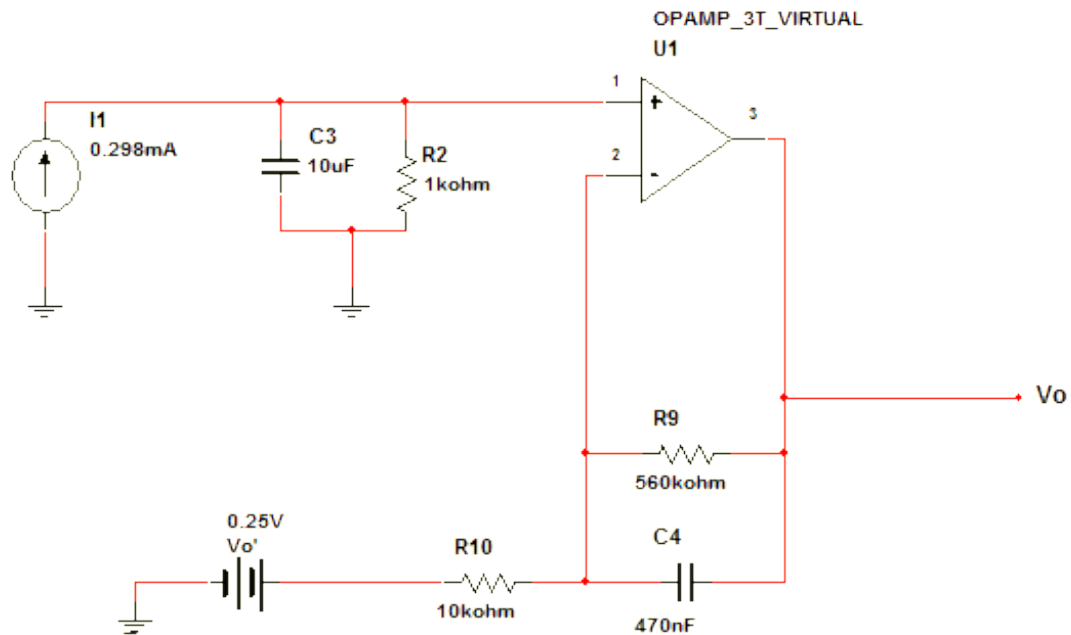 OPAMP_3T_VIRTUAL
U1
I1
0.298mA
C3
10uF
R2
1kohm
1
+
3
2
-
Vo
R9
560kohm
0.25V
Vo'
R10
10kohm
C4
470nF